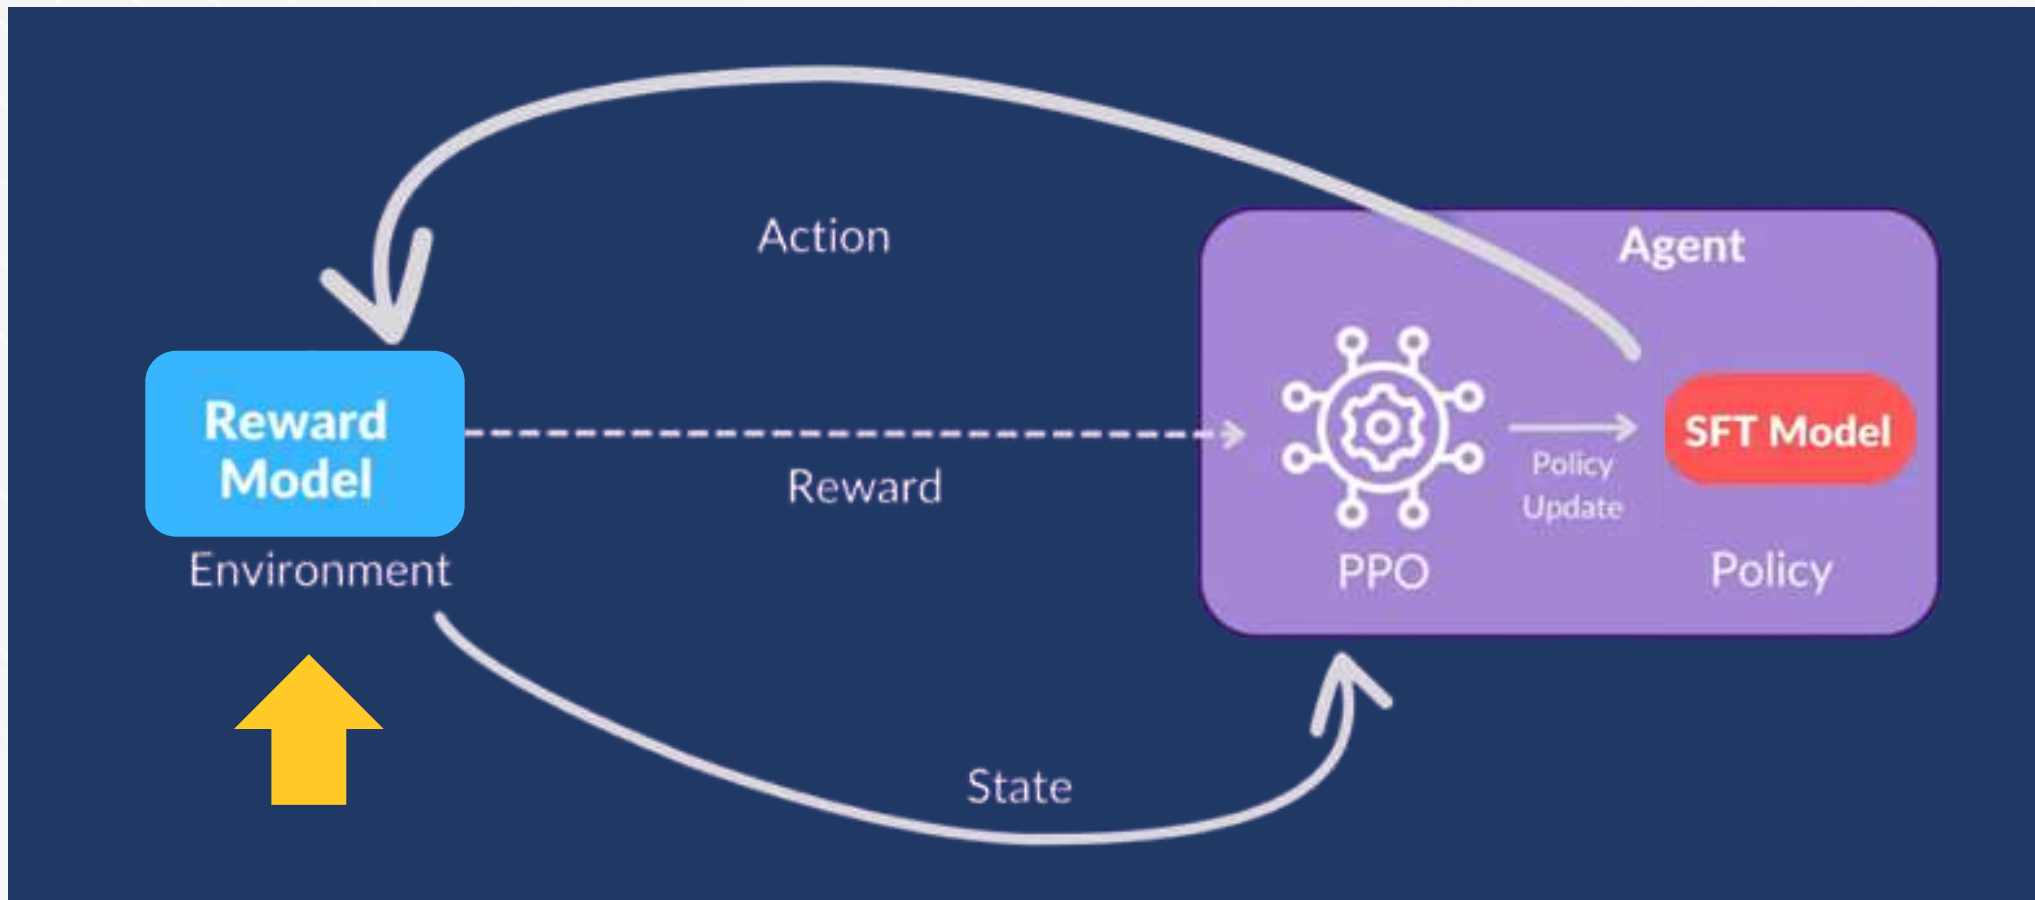 Action
Agent
Reward
Model
SFT Model
Policy
Update
Reward
Environment
PPO
Policy
State